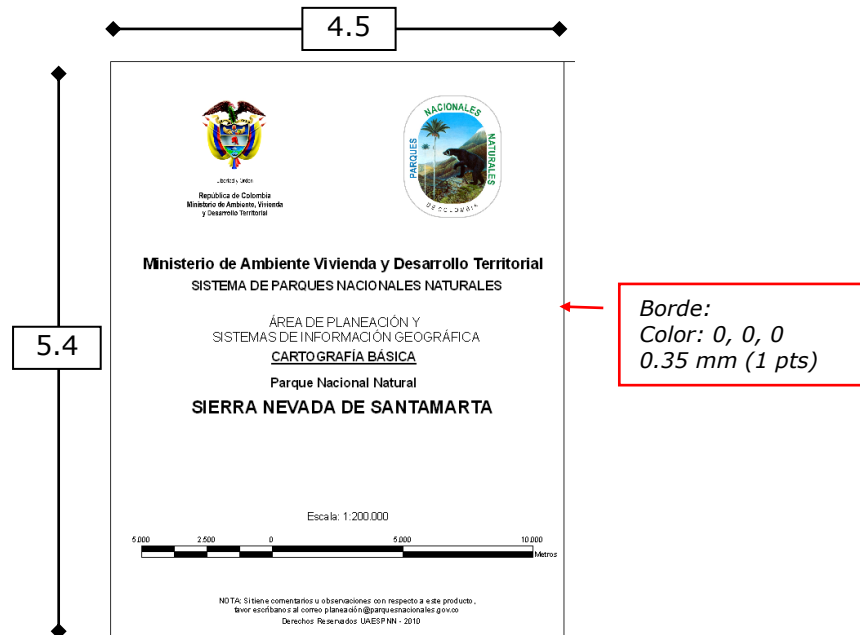 4.5
5.4
Libertad y Orden
República de Colombia
Ministerio de Ambiente, Vivienda
y Desarrollo Territorial
PARQUES NACIONALES NATURALES
DE COLOMBIA
Ministerio de Ambiente Vivienda y Desarrollo Territorial
SISTEMA DE PARQUES NACIONALES NATURALES
ÁREA DE PLANEACIÓN Y
SISTEMAS DE INFORMACIÓN GEOGRÁFICA
CARTOGRAFÍA BÁSICA
Parque Nacional Natural
SIERRA NEVADA DE SANTAMARTA
Borde:
Color: 0, 0, 0
0.35 mm (1 pts)
Escala: 1:200.000
5.000 2.500 0 5.000 10.000
Metros
NOTA: Si tiene comentarios u observaciones con respecto a este producto,
favor escríbanos al correo planeación@parquesnacionales.gov.co
Derechos Reservados UAESPNN - 2010